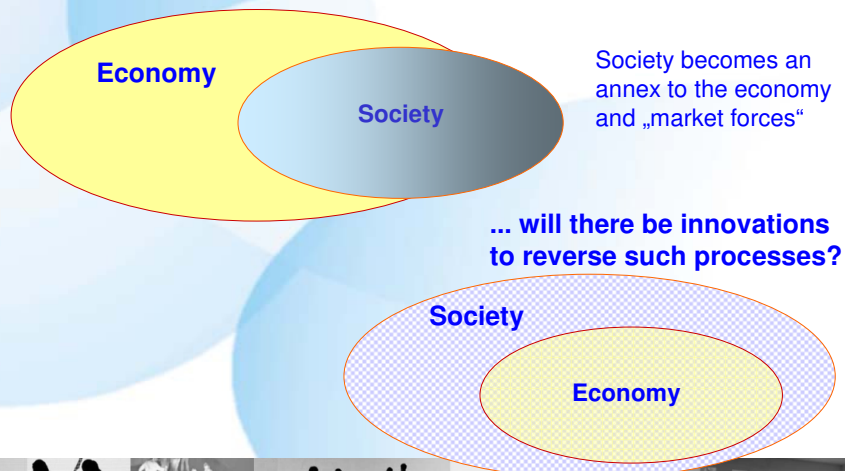 Economy
Society
Society becomes an
annex to the economy
and „market forces“
... will there be innovations
to reverse such processes?
Society
Economy